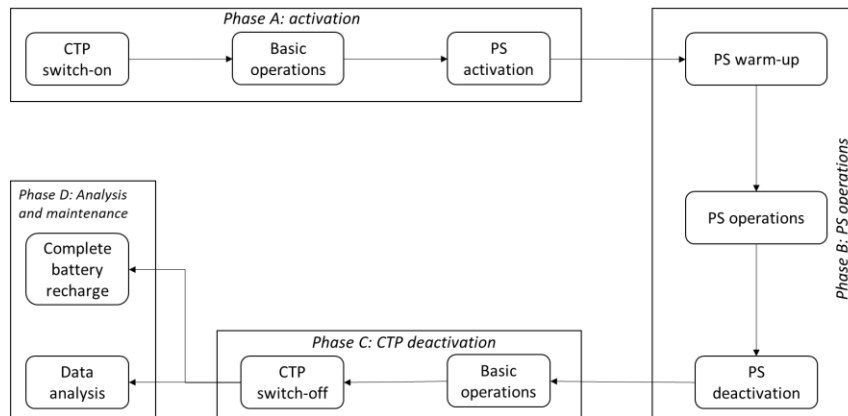 Phase A: activation
CTP
switch-on
Basic
operations
PS
activation
PS warm-up
PS operations
PS
deactivation
Phase B: PS operations
Phase C: CTP deactivation
Basic
operations
CTP
switch-off
Phase D: Analysis
and maintenance
Complete
battery
recharge
Data
analysis